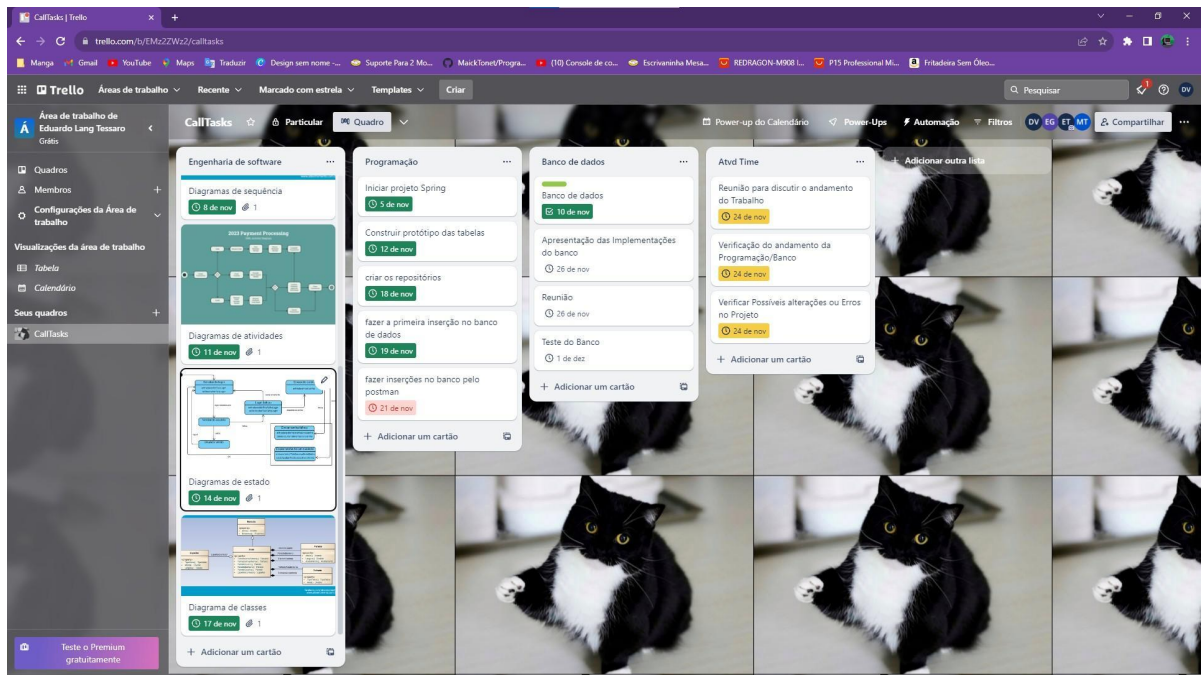 CallTasks | Trello
trello.com/b/EMz2ZWz2/calltasks
Manga
Gmail
YouTube
Maps
Traduzir
Design sem nome -...
Suporte Para 2 Mo...
MaickTonet/Progra...
(10) Console de co...
Escrivaninha Mesa...
REDRAGON-M908 I...
P15 Professional Mi...
Fritadeira Sem Óleo...
Trello
Áreas de trabalho
Recente
Marcado com estrela
Templates
Criar
Pesquisar
1
DV
Á
Área de trabalho de
Eduardo Lang Tessaro
Grátis
CallTasks
Particular
Quadro
Power-up do Calendário
Power-Ups
Automação
Filtros
DV
EG
ET
MT
Compartilhar
Quadros
Membros
Configurações da Área de
trabalho
Visualizações da área de trabalho
Tabela
Calendário
Seus quadros
CallTasks
Teste o Premium
gratuitamente
Engenharia de software
Diagramas de sequência
8 de nov
1
2023 Payment Processing
Diagramas de atividades
11 de nov
1
Diagramas de estado
14 de nov
1
Diagrama de classes
17 de nov
1
Adicionar um cartão
Programação
Iniciar projeto Spring
5 de nov
Construir protótipo das tabelas
12 de nov
criar os repositórios
18 de nov
fazer a primeira inserção no banco
de dados
19 de nov
fazer inserções no banco pelo
postman
21 de nov
Adicionar um cartão
Banco de dados
Banco de dados
10 de nov
Apresentação das Implementações
do banco
26 de nov
Reunião
26 de nov
Teste do Banco
1 de dez
Adicionar um cartão
Atvd Time
Reunião para discutir o andamento
do Trabalho
24 de nov
Verificação do andamento da
Programação/Banco
24 de nov
Verificar Possíveis alterações ou Erros
no Projeto
24 de nov
Adicionar um cartão
Adicionar outra lista